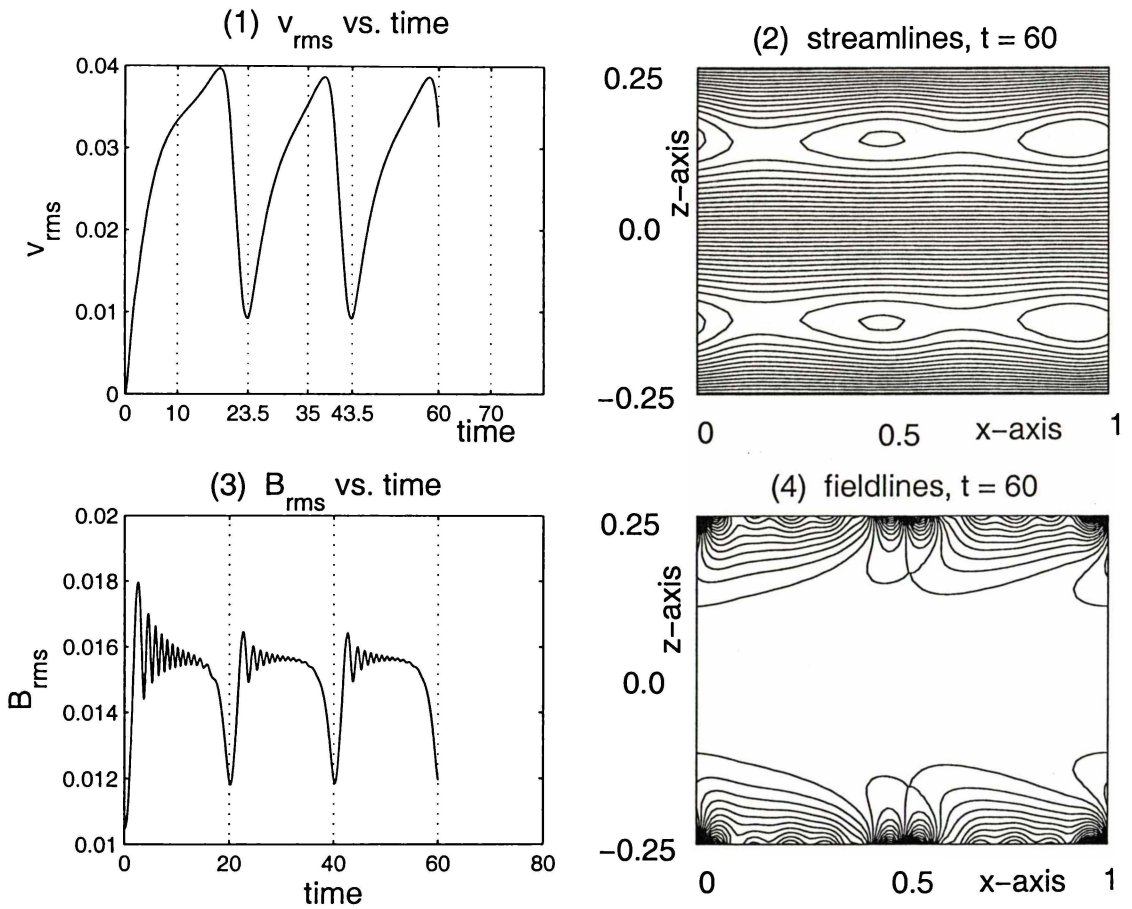 (1) v_rms vs. time
0.04
0.03
0.02
0.01
0
v_rms
0 10 23.5 35 43.5 60 70
time
(2) streamlines, t = 60
0.25
0.0
−0.25
z−axis
0 0.5 x−axis 1
(3) B_rms vs. time
0.02
0.018
0.016
0.014
0.012
0.01
B_rms
0 20 40 60 80
time
(4) fieldlines, t = 60
0.25
0.0
−0.25
z−axis
0 0.5 x−axis 1